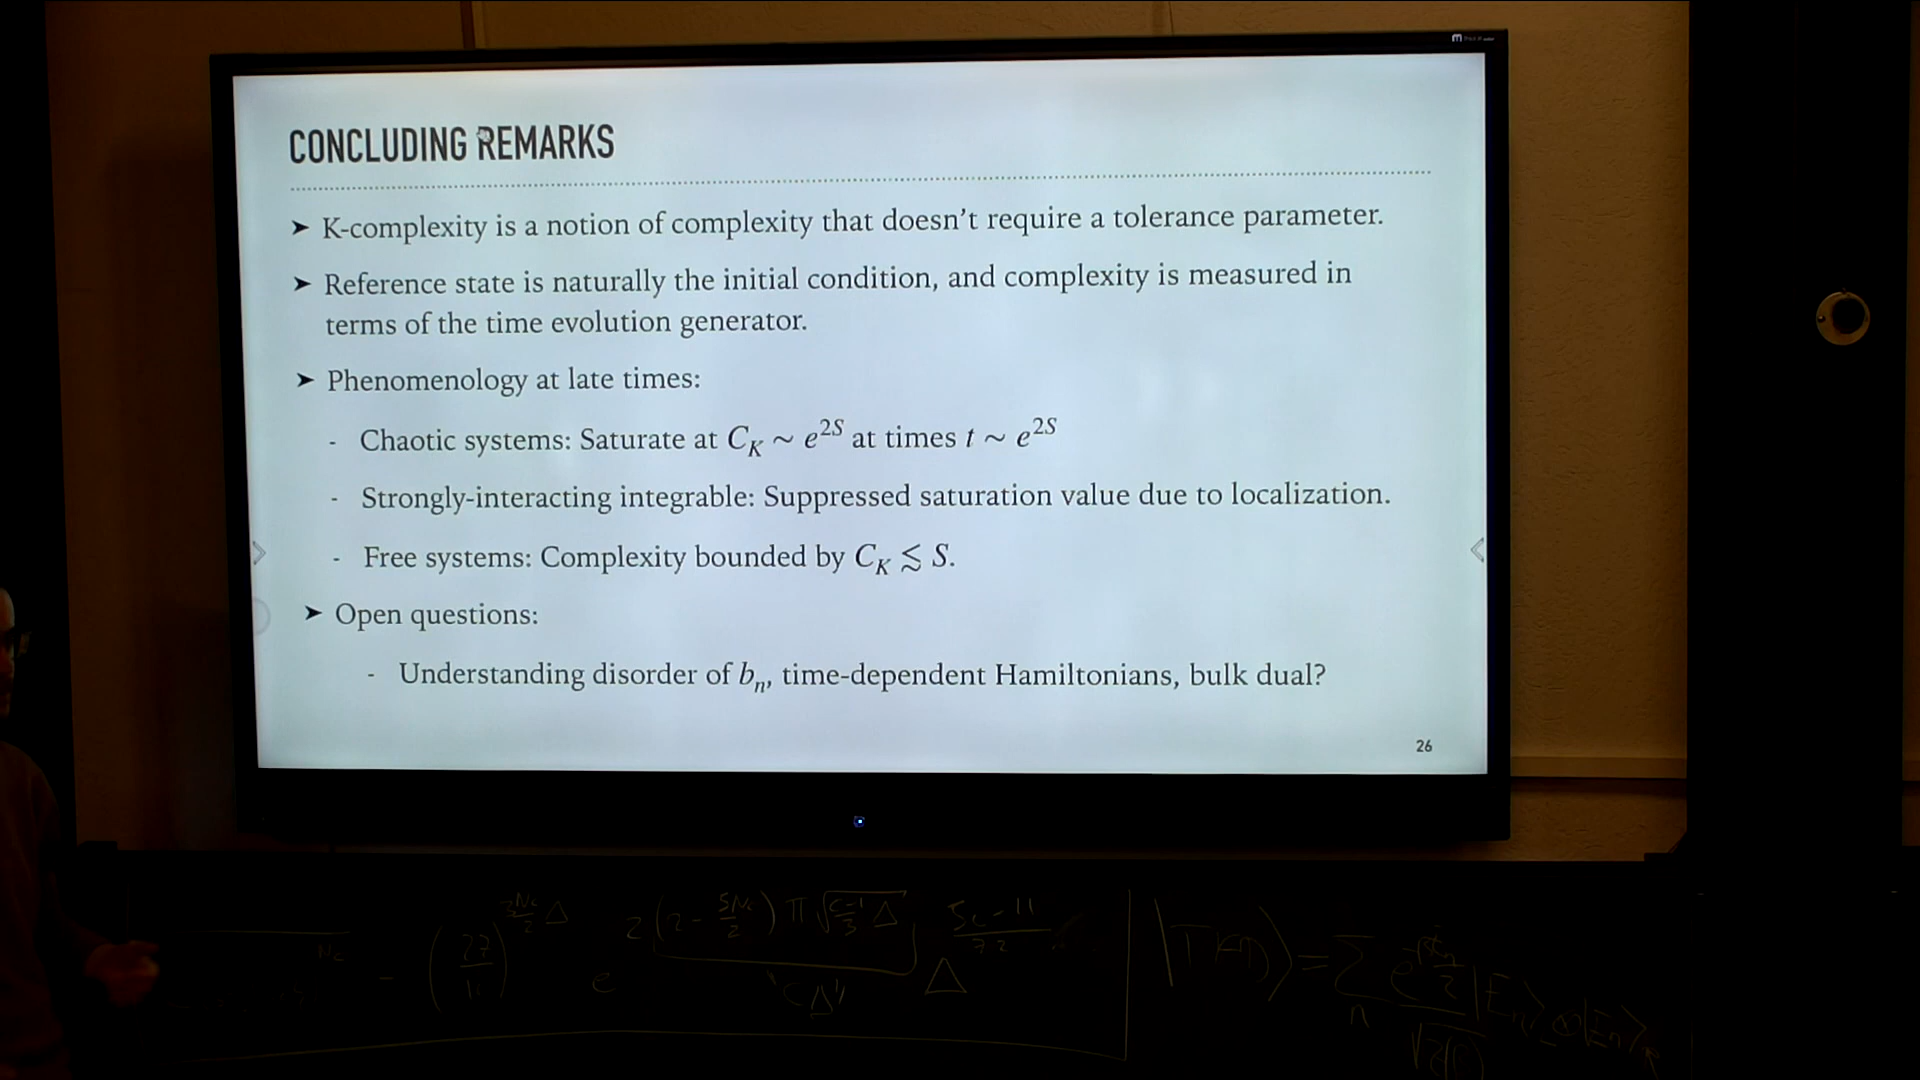 CONCLUDING REMARKS
➤ K-complexity is a notion of complexity that doesn't require a tolerance parameter.
➤ Reference state is naturally the initial condition, and complexity is measured in
terms of the time evolution generator.
➤ Phenomenology at late times:
- Chaotic systems: Saturate at C_K ~ e^{2S} at times t ~ e^{2S}
- Strongly-interacting integrable: Suppressed saturation value due to localization.
- Free systems: Complexity bounded by C_K ≲ S.
➤ Open questions:
- Understanding disorder of b_n, time-dependent Hamiltonians, bulk dual?
26